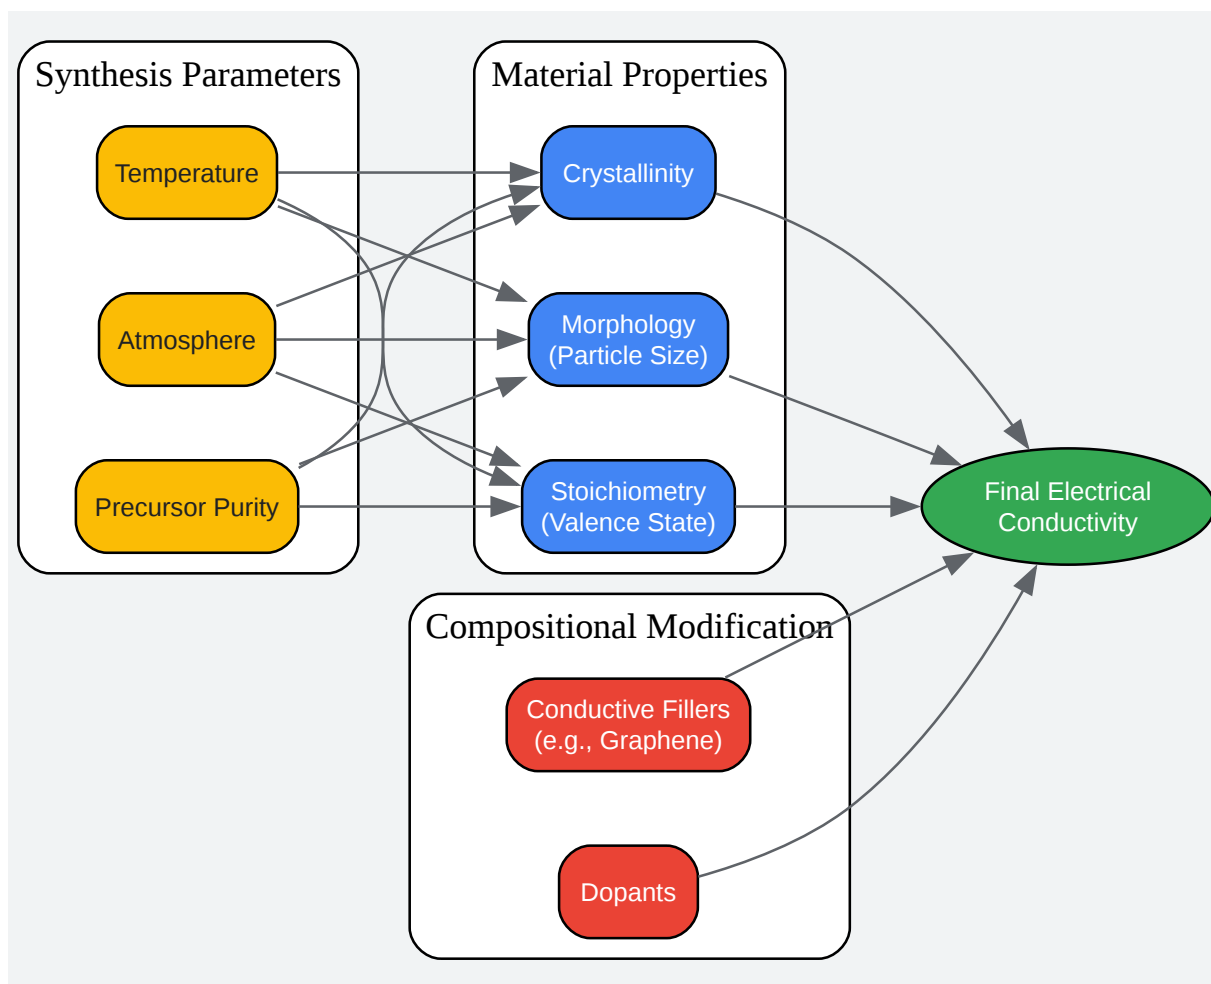 Synthesis Parameters
Temperature
Atmosphere
Precursor Purity
Material Properties
Crystallinity
Morphology
(Particle Size)
Stoichiometry
(Valence State)
Final Electrical
Conductivity
Compositional Modification
Conductive Fillers
(e.g., Graphene)
Dopants